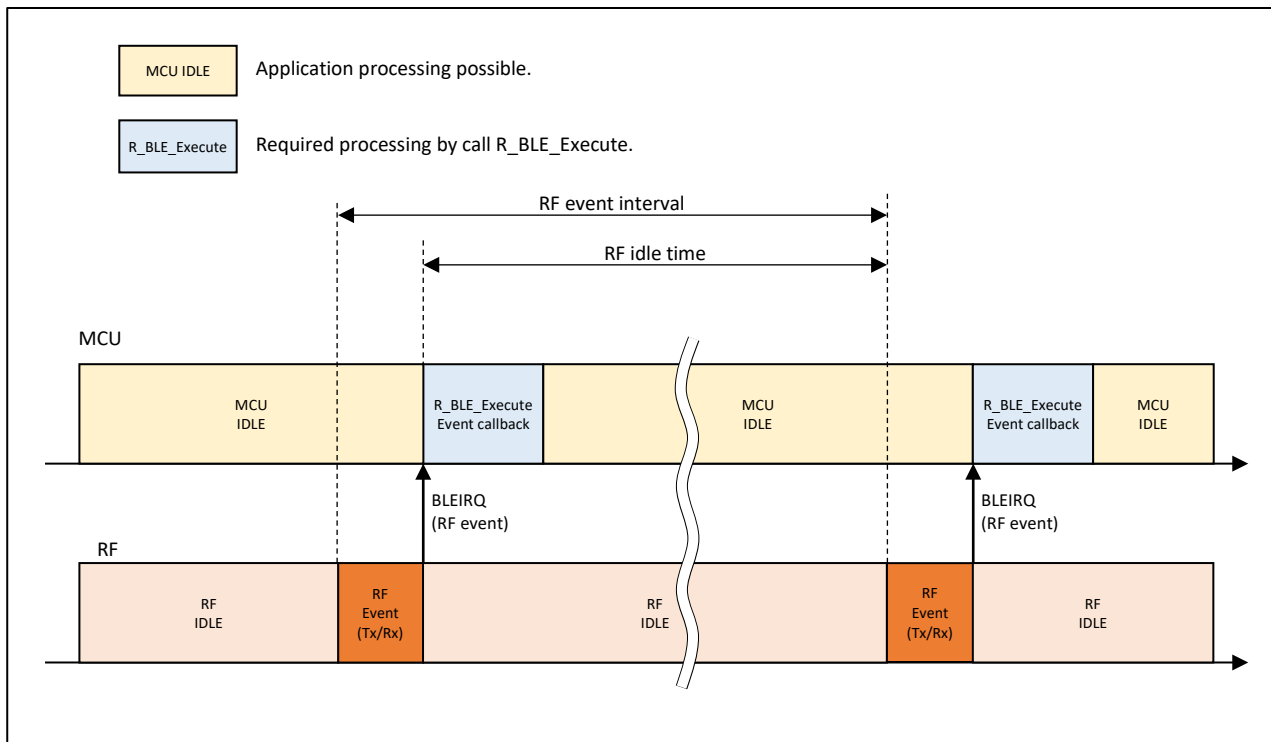 MCU IDLE
Application processing possible.
R_BLE_Execute
Required processing by call R_BLE_Execute.
RF event interval
RF idle time
MCU
MCU
IDLE
R_BLE_Execute
Event callback
MCU
IDLE
R_BLE_Execute
Event callback
MCU
IDLE
BLEIRQ
(RF event)
BLEIRQ
(RF event)
RF
RF
IDLE
RF
Event
(Tx/Rx)
RF
IDLE
RF
Event
(Tx/Rx)
RF
IDLE